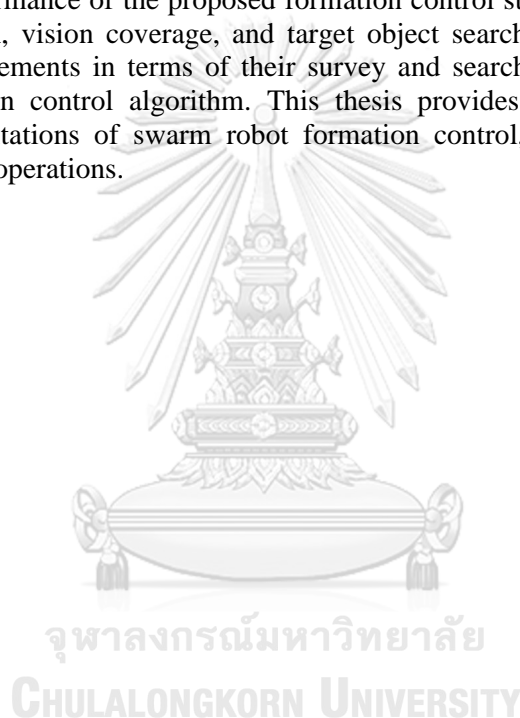 rmance of the proposed formation control st
, vision coverage, and target object search
ements in terms of their survey and search
n control algorithm. This thesis provides
tations of swarm robot formation control,
operations.
จุฬาลงกรณ์มหาวิทยาลัย
CHULALONGKORN UNIVERSITY